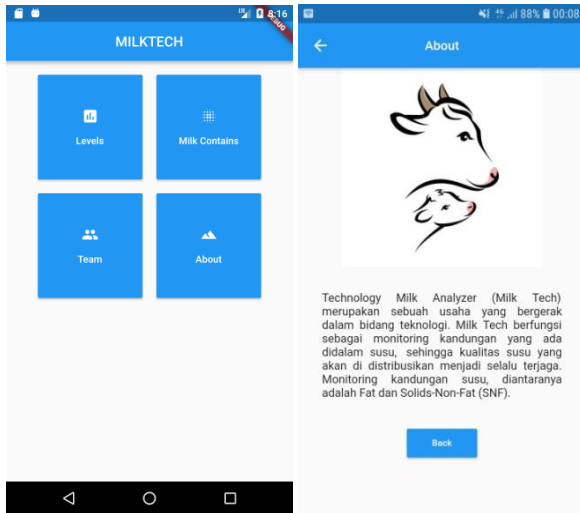 8:16
DEBUG
MILKTECH
Levels
Milk Contains
Team
About
88% 00:08
About
Technology Milk Analyzer (Milk Tech)
merupakan sebuah usaha yang bergerak
dalam bidang teknologi. Milk Tech berfungsi
sebagai monitoring kandungan yang ada
didalam susu, sehingga kualitas susu yang
akan di distribusikan menjadi selalu terjaga.
Monitoring kandungan susu, diantaranya
adalah Fat dan Solids-Non-Fat (SNF).
Back